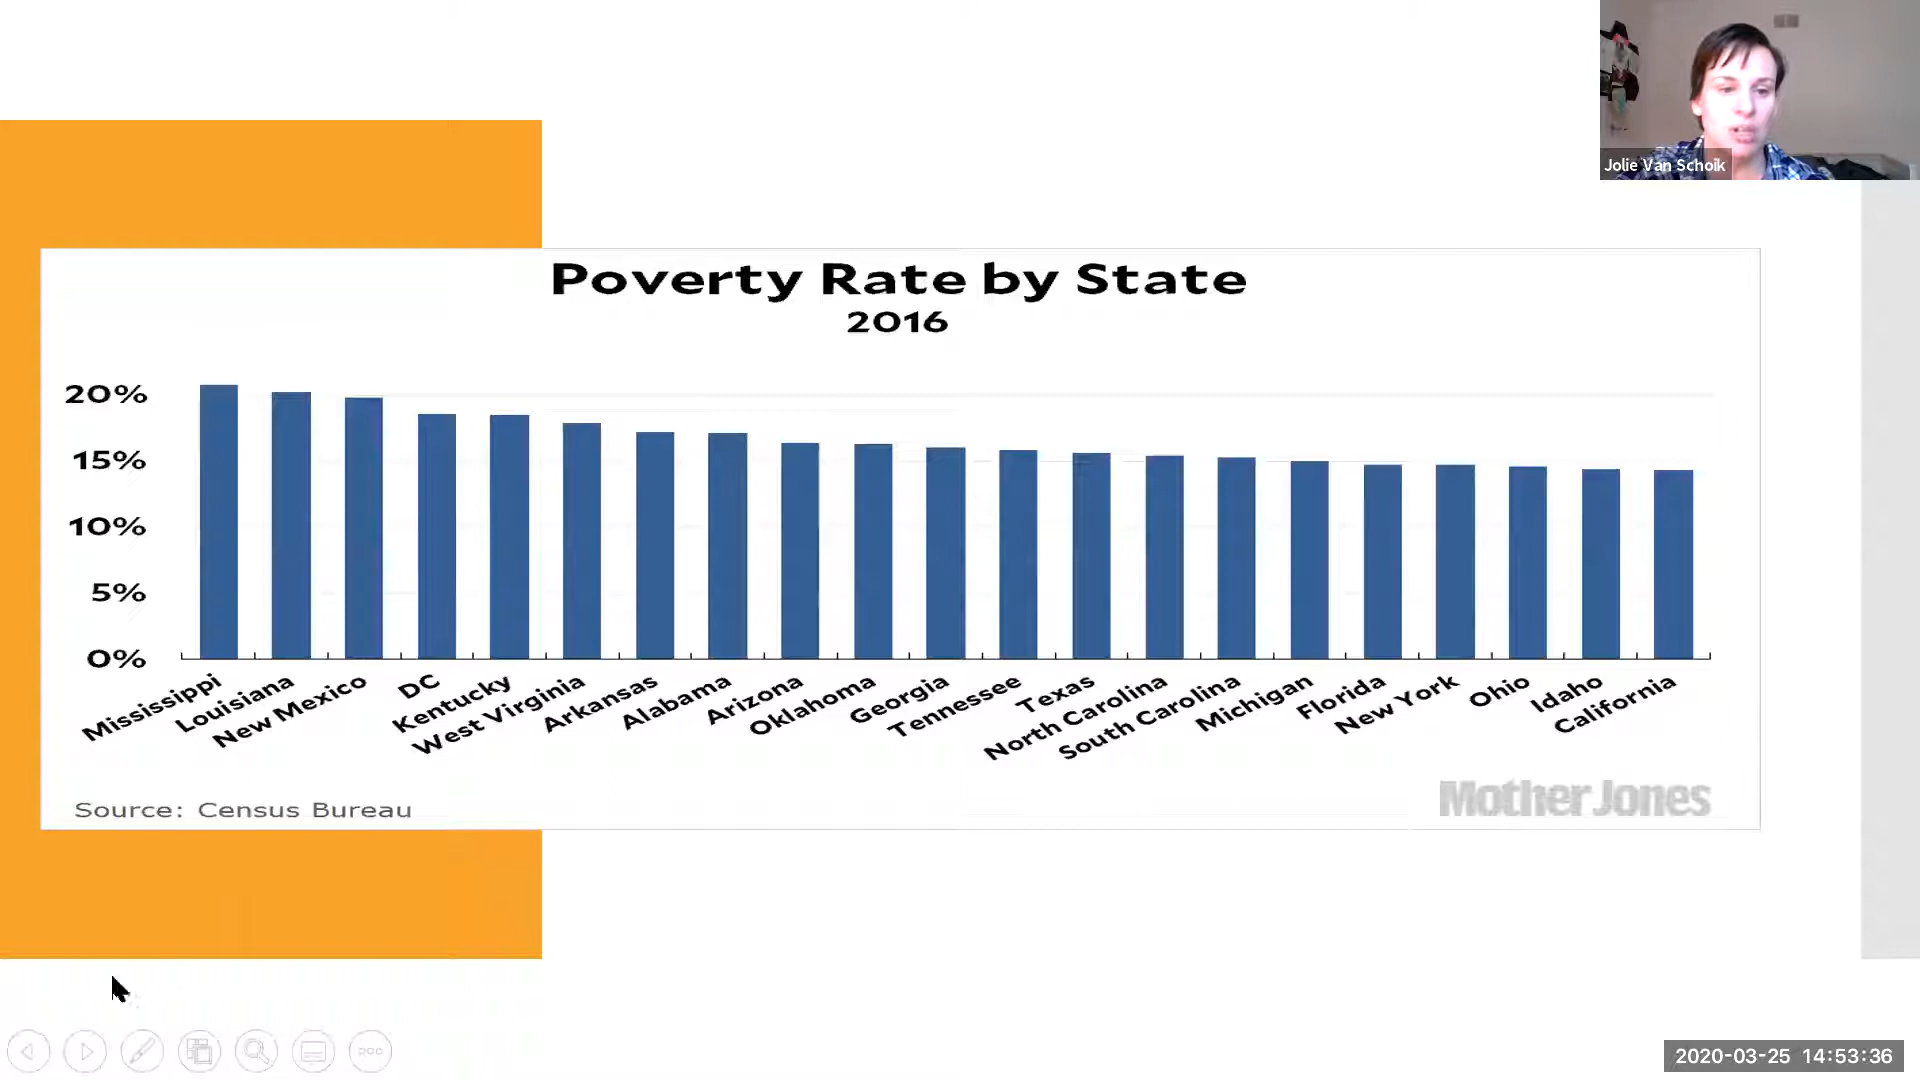 Jolie Van Schoik
Poverty Rate by State
2016
20%
15%
10%
5%
0%
Mississippi
Louisiana
New Mexico
DC
Kentucky
West Virginia
Arkansas
Alabama
Arizona
Oklahoma
Georgia
Tennessee
Texas
North Carolina
South Carolina
Michigan
Florida
New York
Ohio
Idaho
California
Source: Census Bureau
Mother Jones
2020-03-25 14:53:36